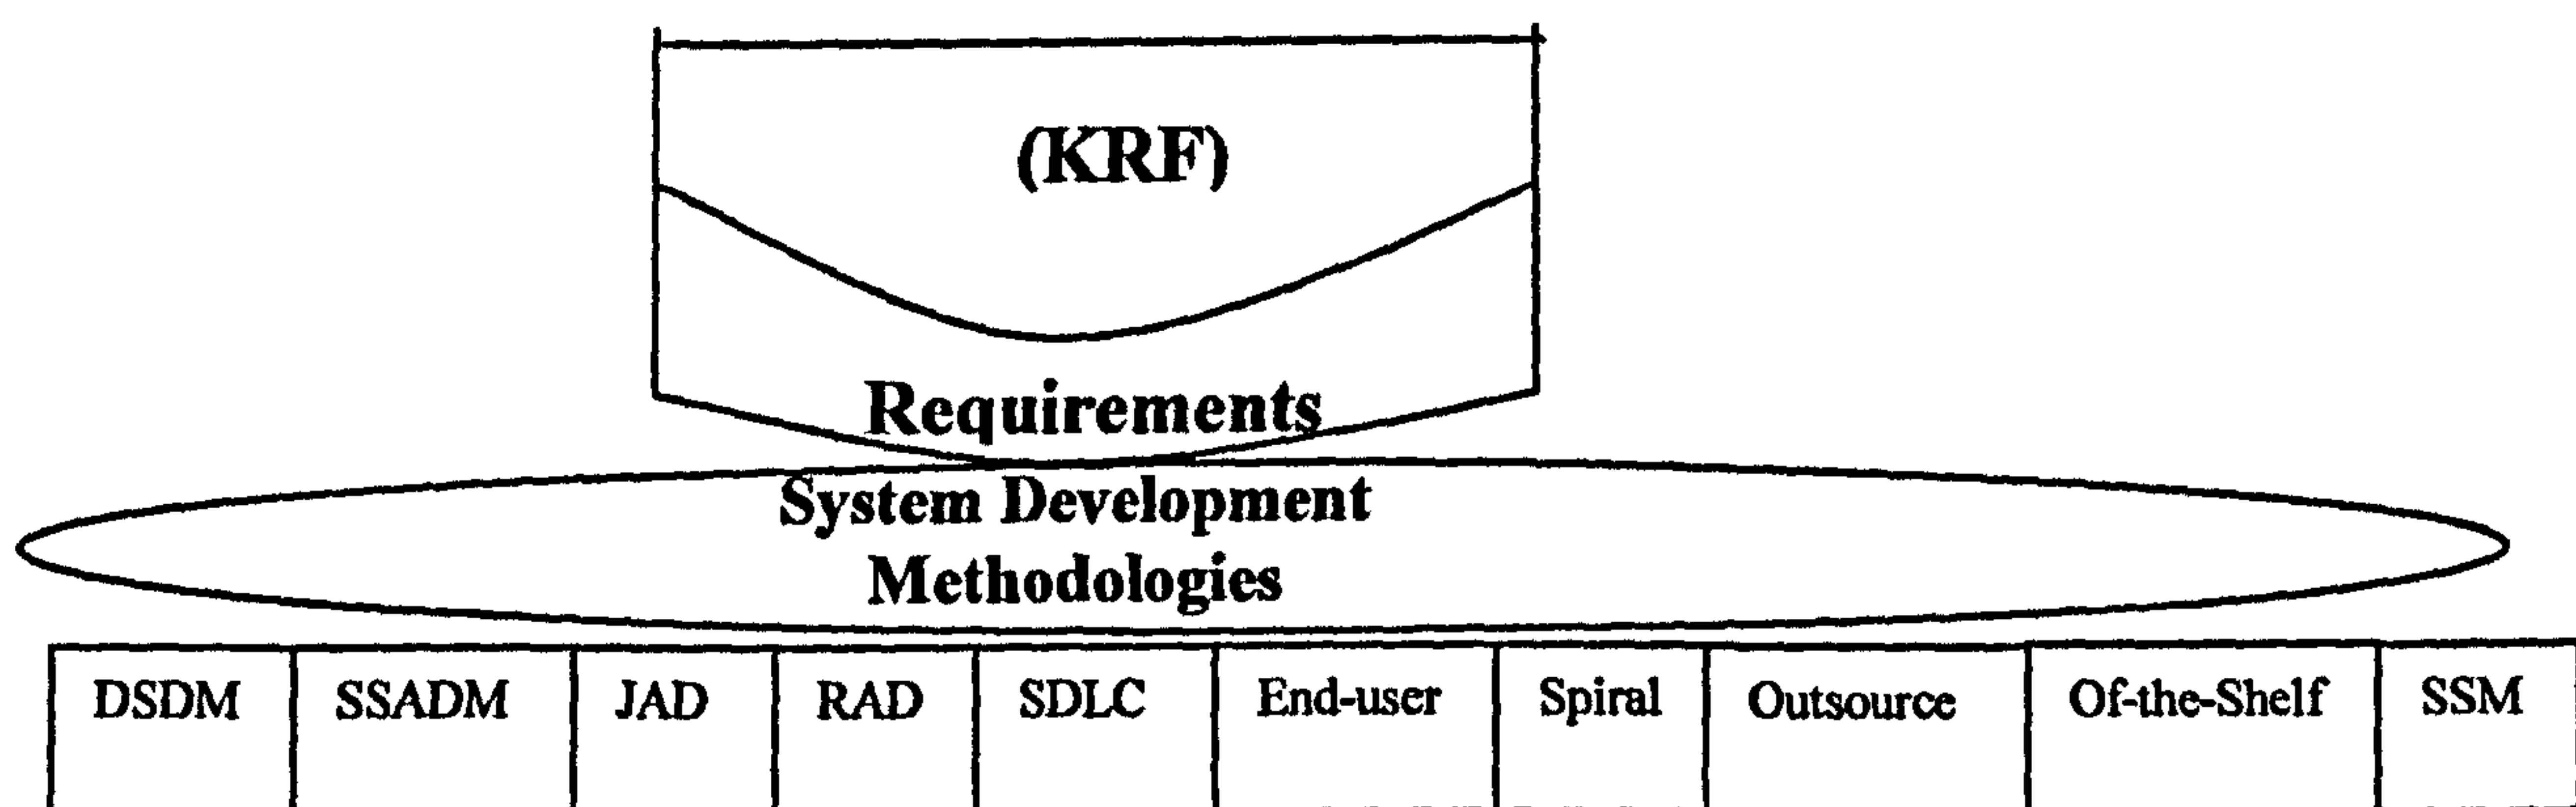 (KRF)
Requirements
System Development
Methodologies
DSDM SSADM JAD RAD SDLC End-user Spiral Outsource Of-the-Shelf SSM